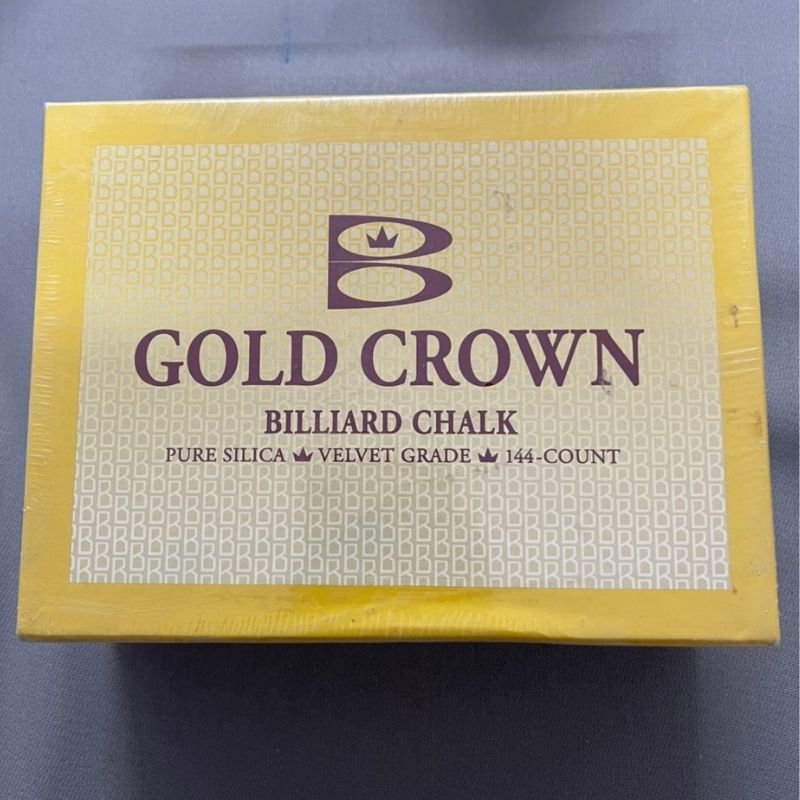 B
GOLD CROWN
BILLIARD CHALK
PURE SILICA VELVET GRADE 144-COUNT